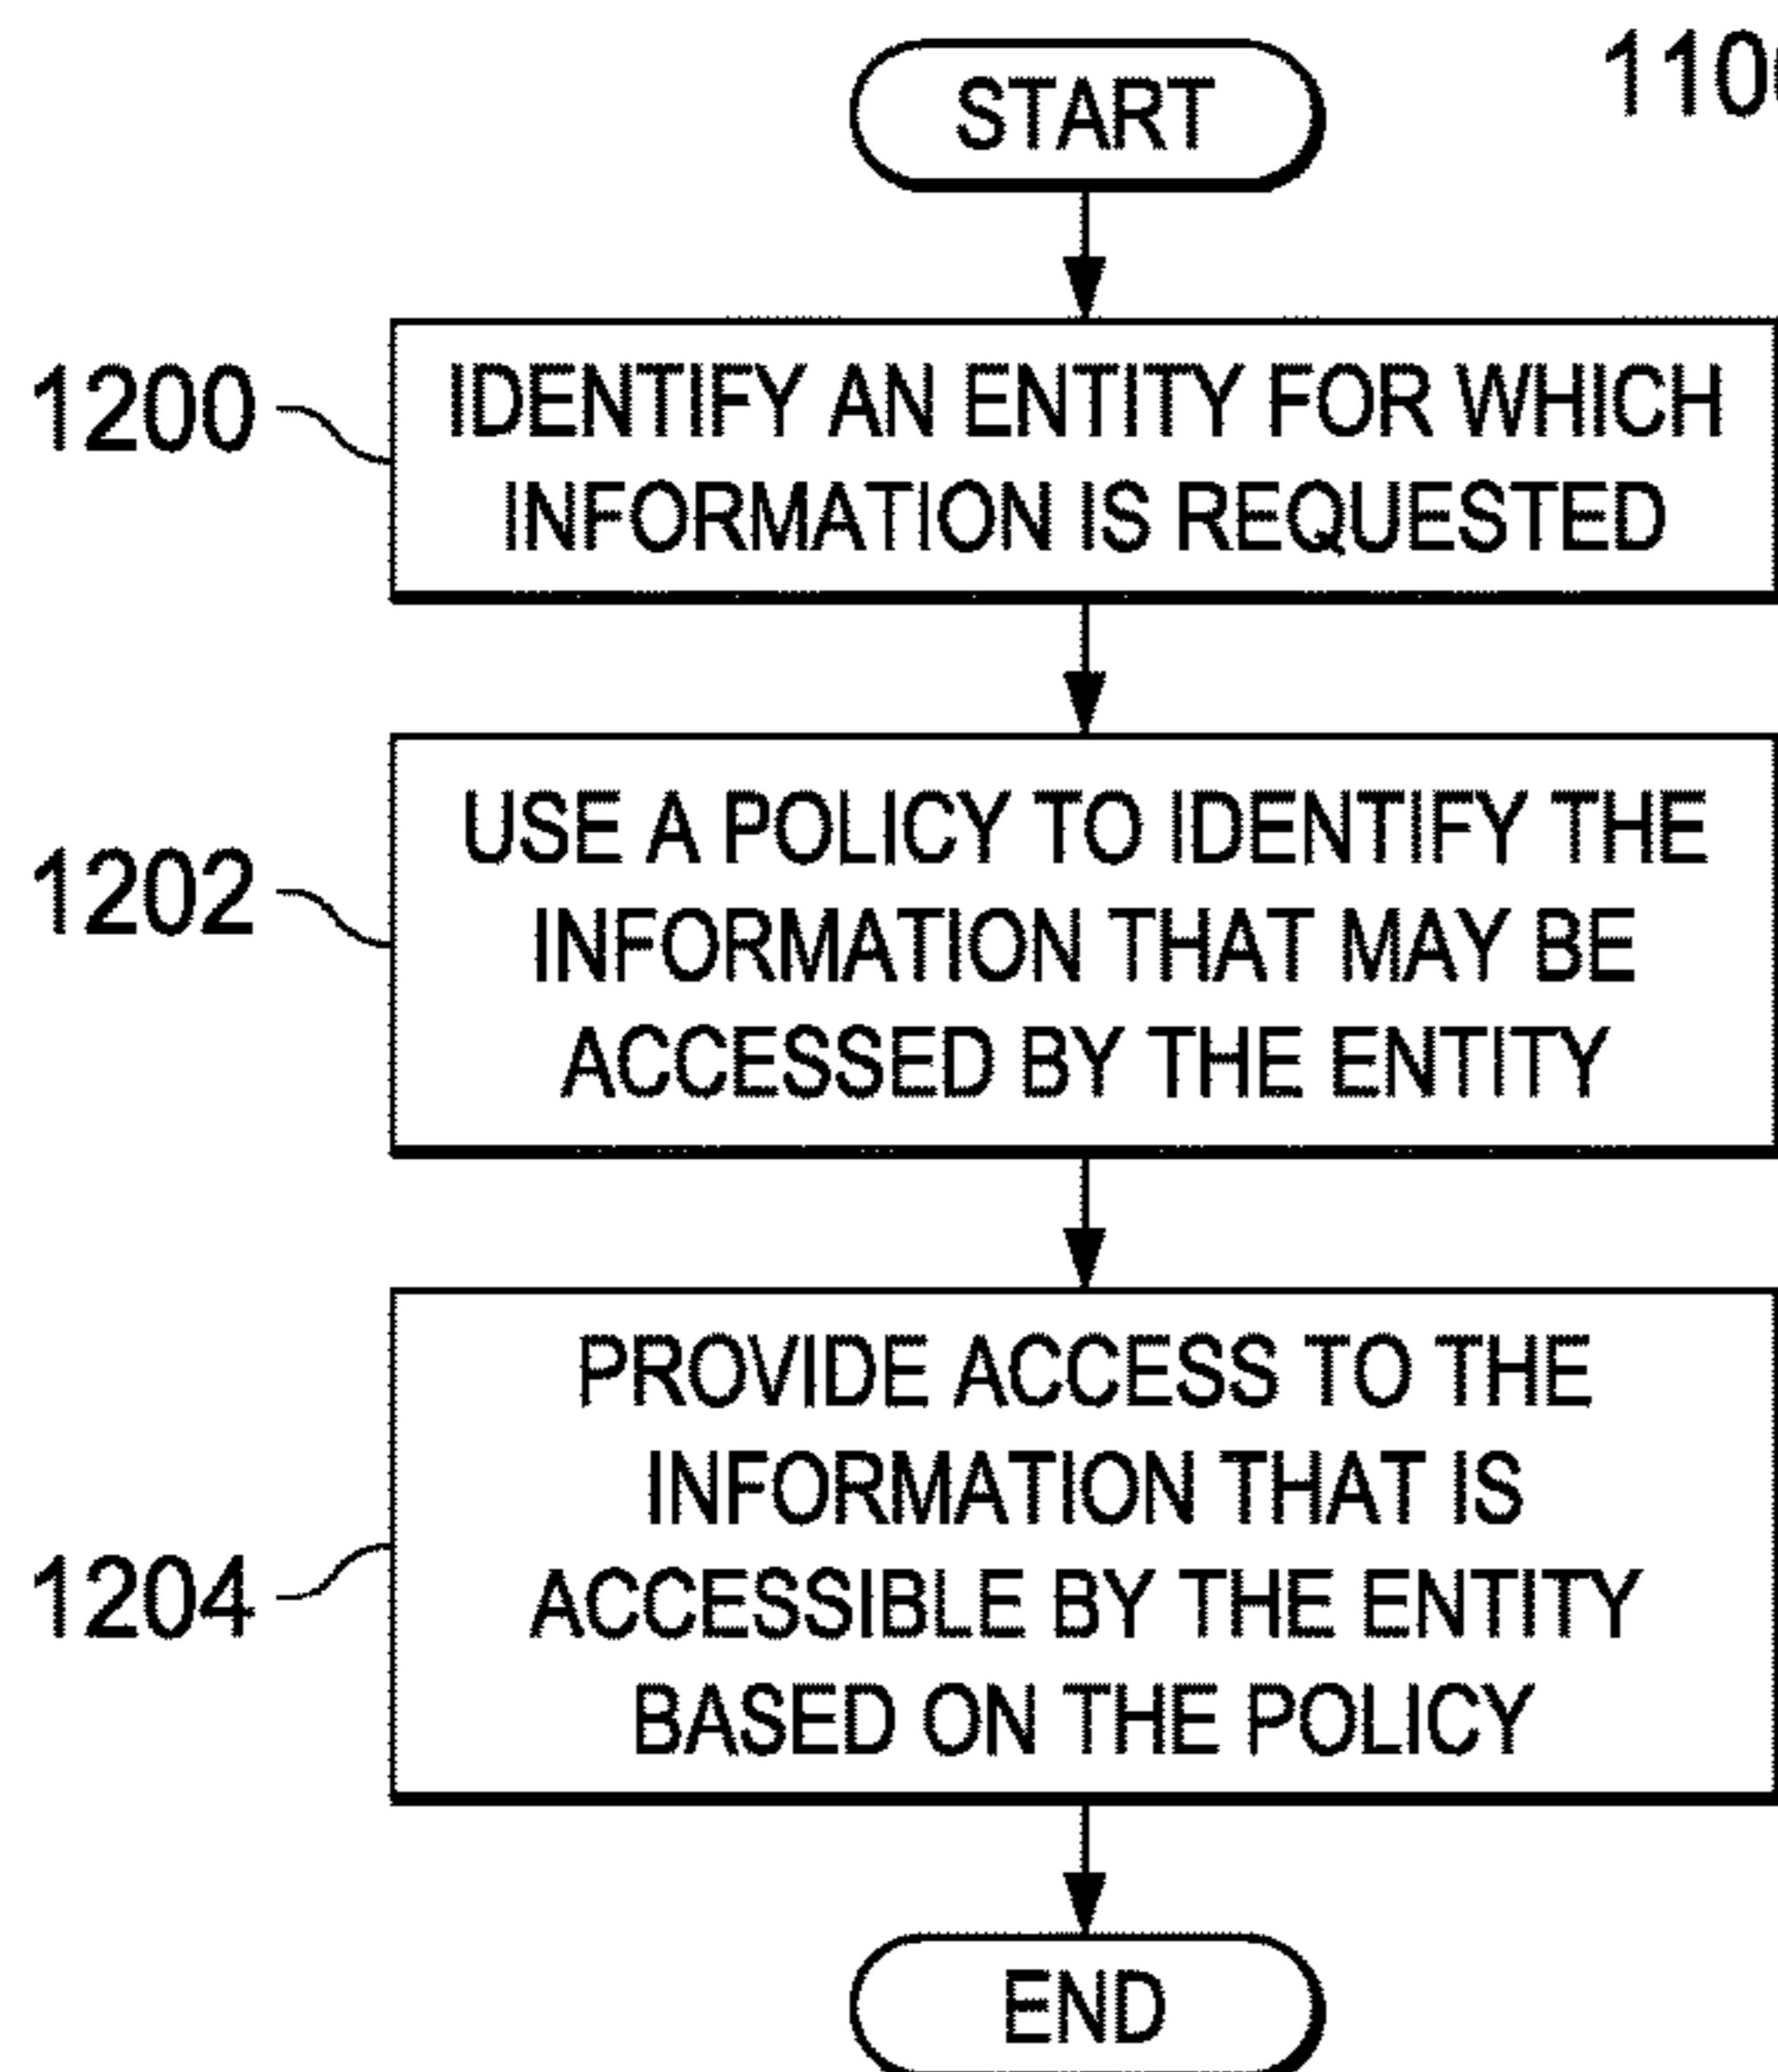 START
1200
IDENTIFY AN ENTITY FOR WHICH
INFORMATION IS REQUESTED
1202
USE A POLICY TO IDENTIFY THE
INFORMATION THAT MAY BE
ACCESSED BY THE ENTITY
1204
PROVIDE ACCESS TO THE
INFORMATION THAT IS
ACCESSIBLE BY THE ENTITY
BASED ON THE POLICY
END